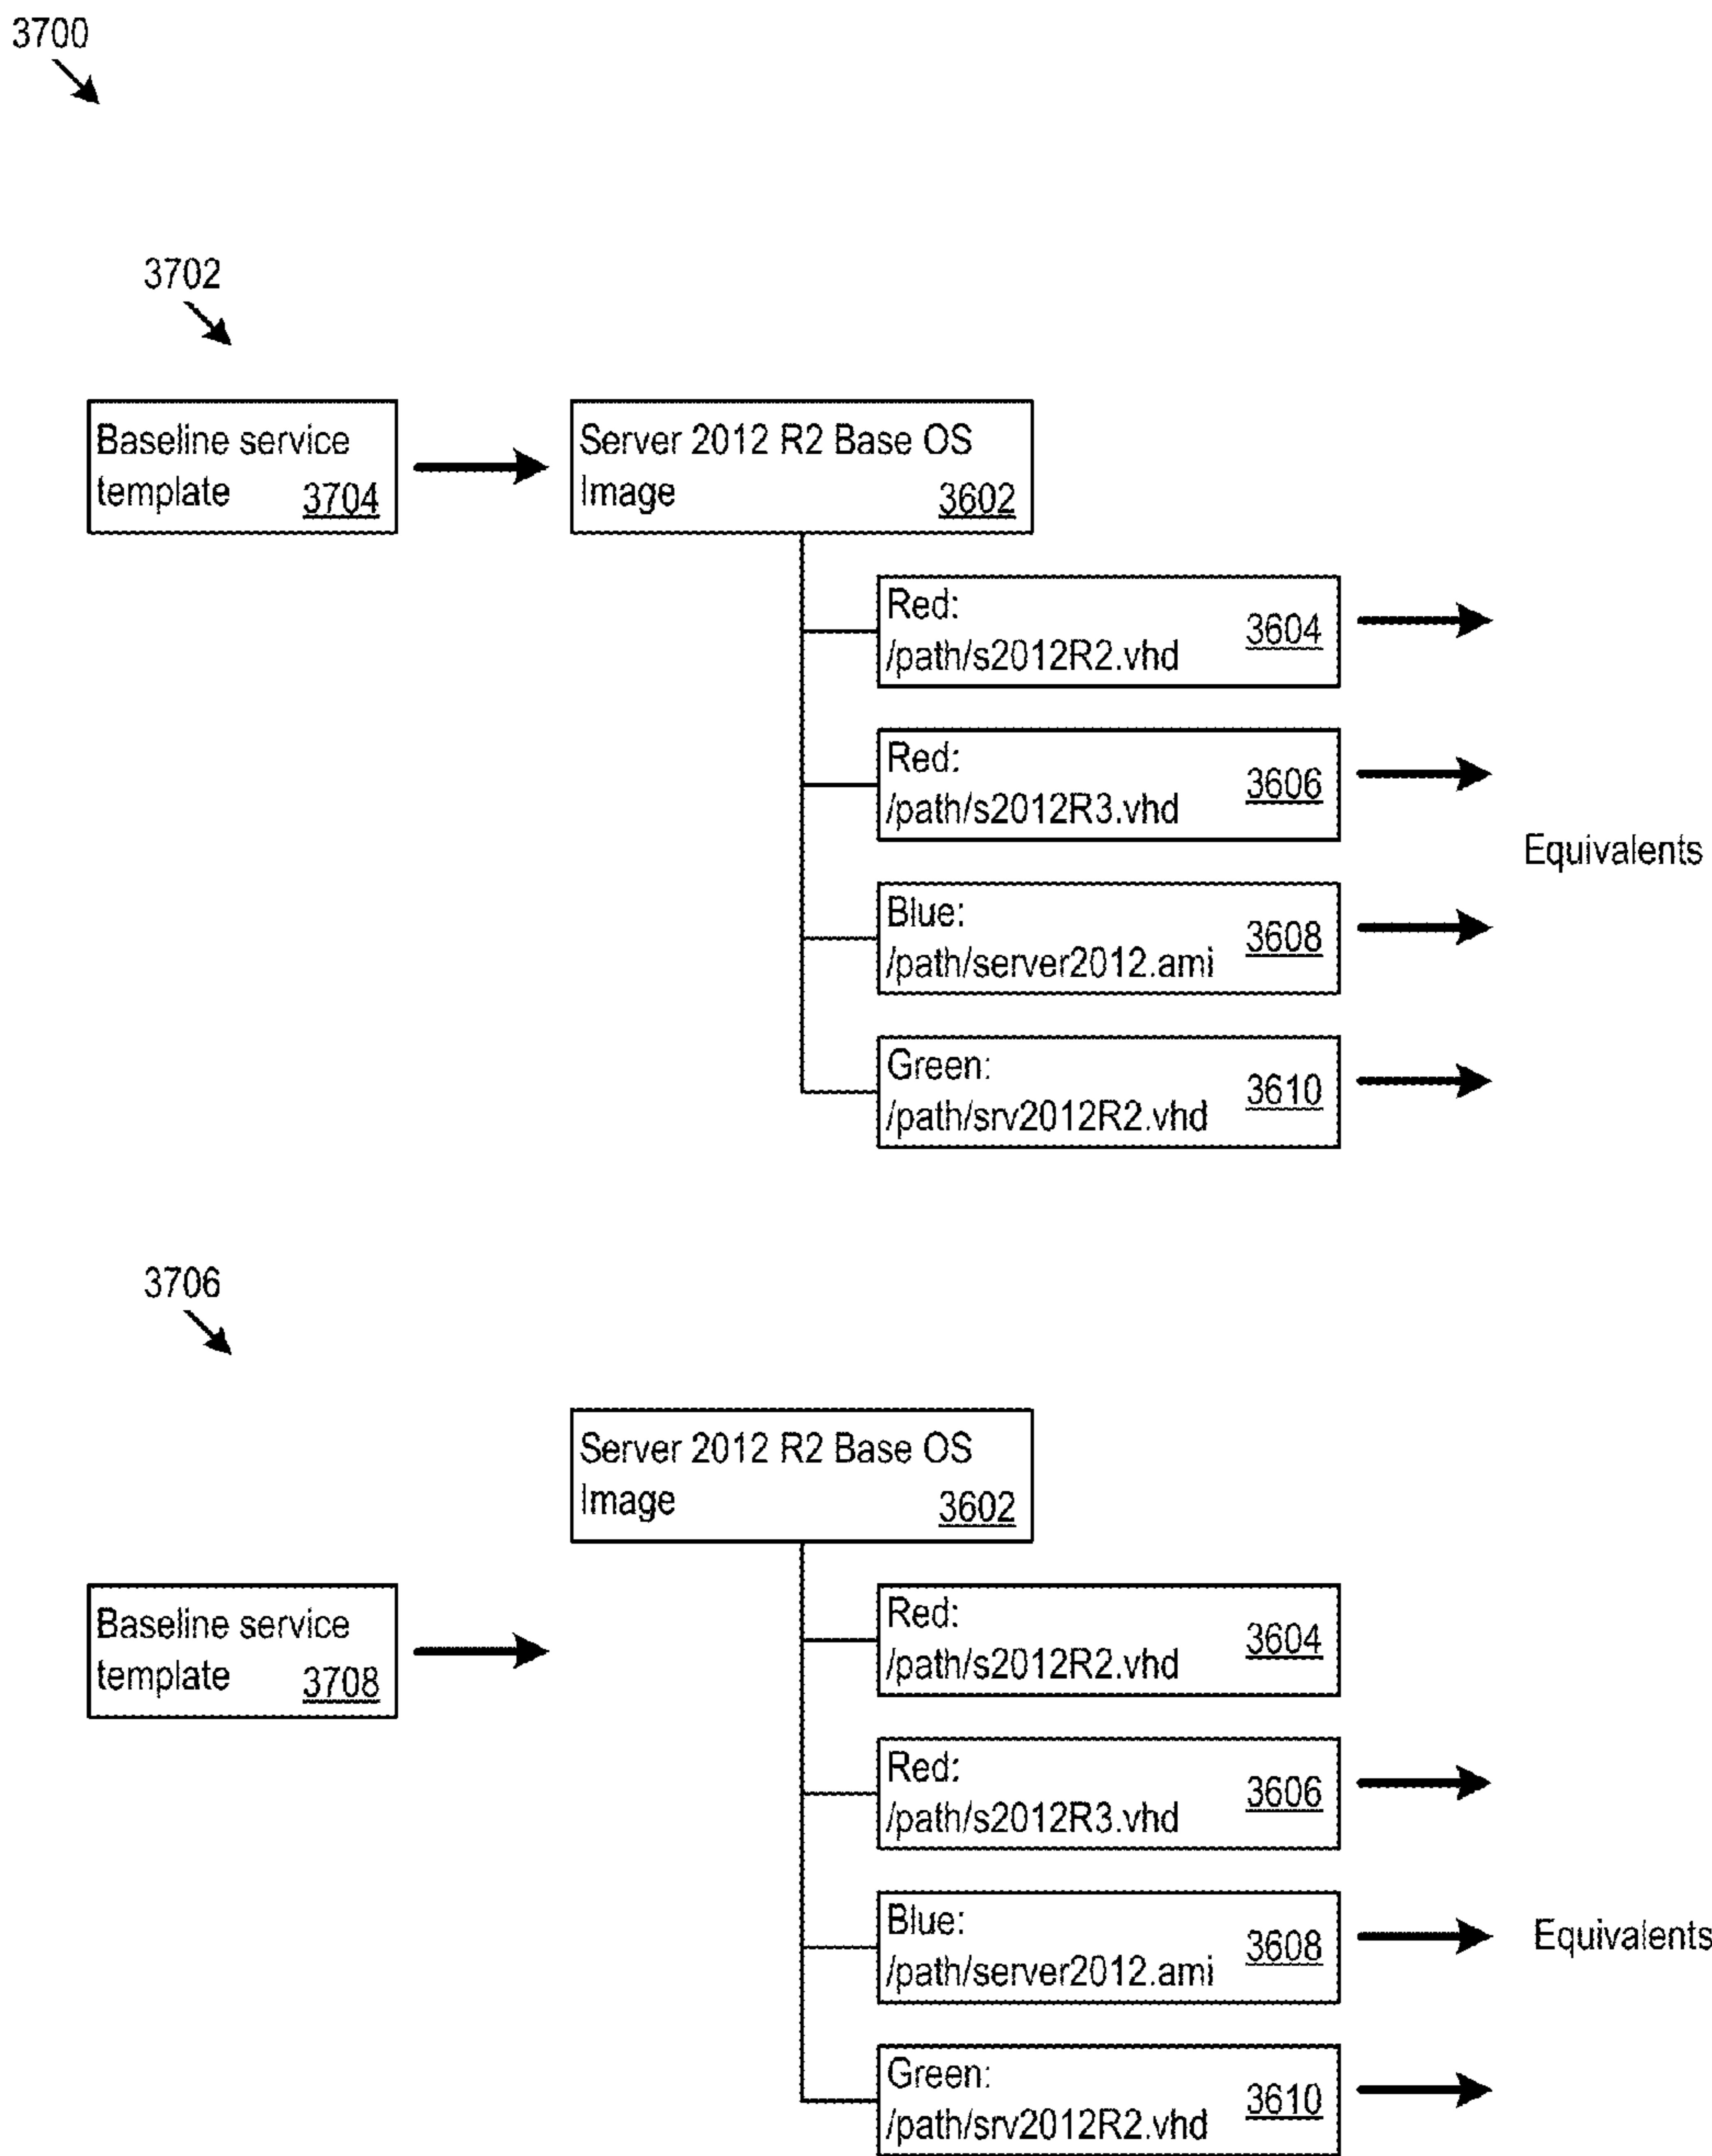 3700
3702
Baseline service
template 3704
Server 2012 R2 Base OS
Image 3602
Red:
/path/s2012R2.vhd 3604
Red:
/path/s2012R3.vhd 3606
Equivalents
Blue:
/path/server2012.ami 3608
Green:
/path/srv2012R2.vhd 3610
3706
Server 2012 R2 Base OS
Image 3602
Baseline service
template 3708
Red:
/path/s2012R2.vhd 3604
Red:
/path/s2012R3.vhd 3606
Blue:
/path/server2012.ami 3608
Equivalents
Green:
/path/srv2012R2.vhd 3610